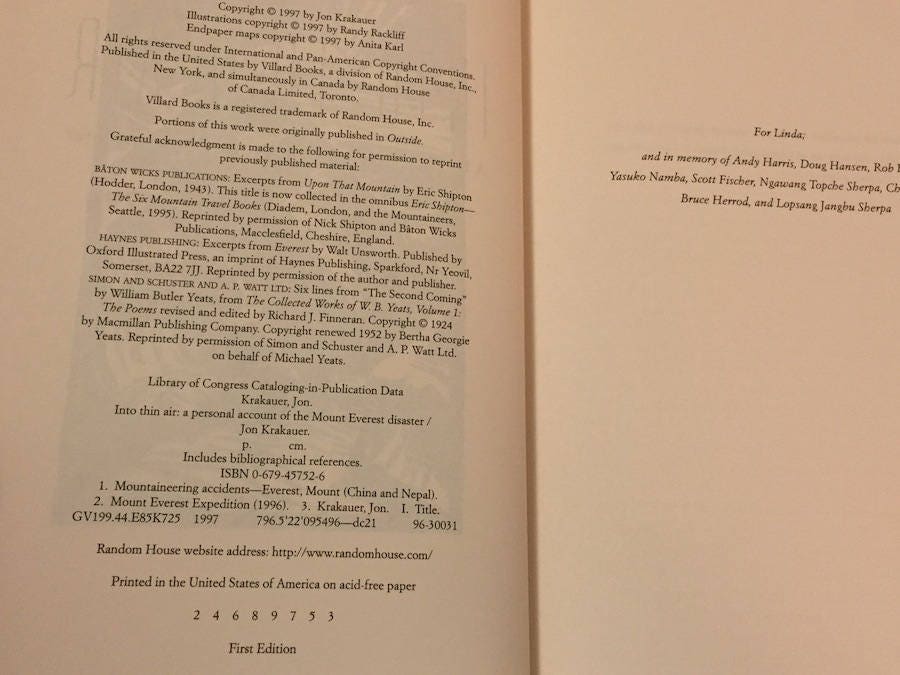 Copyright © 1997 by Jon Krakauer
Illustrations copyright © 1997 by Randy Rackliff
Endpaper maps copyright © 1997 by Anita Karl
All rights reserved under International and Pan-American Copyright Conventions.
Published in the United States by Villard Books, a division of Random House, Inc.,
New York, and simultaneously in Canada by Random House
of Canada Limited, Toronto.
Villard Books is a registered trademark of Random House, Inc.
Portions of this work were originally published in Outside.
Grateful acknowledgment is made to the following for permission to reprint
previously published material:
BÂTON WICKS PUBLICATIONS: Excerpts from Upon That Mountain by Eric Shipton
(Hodder, London, 1943). This title is now collected in the omnibus Eric Shipton—
The Six Mountain Travel Books (Diadem, London, and the Mountaineers,
Seattle, 1995). Reprinted by permission of Nick Shipton and Bâton Wicks
Publications, Macclesfield, Cheshire, England.
HAYNES PUBLISHING: Excerpts from Everest by Walt Unsworth. Published by
Oxford Illustrated Press, an imprint of Haynes Publishing, Sparkford, Nr Yeovil,
Somerset, BA22 7JJ. Reprinted by permission of the author and publisher.
SIMON AND SCHUSTER AND A. P. WATT LTD: Six lines from "The Second Coming"
by William Butler Yeats, from The Collected Works of W. B. Yeats, Volume 1:
The Poems revised and edited by Richard J. Finneran. Copyright © 1924
by Macmillan Publishing Company. Copyright renewed 1952 by Bertha Georgie
Yeats. Reprinted by permission of Simon and Schuster and A. P. Watt Ltd.
on behalf of Michael Yeats.
Library of Congress Cataloging-in-Publication Data
Krakauer, Jon.
Into thin air: a personal account of the Mount Everest disaster /
Jon Krakauer.
p. cm.
Includes bibliographical references.
ISBN 0-679-45752-6
1. Mountaineering accidents—Everest, Mount (China and Nepal).
2. Mount Everest Expedition (1996). 3. Krakauer, Jon. I. Title.
GV199.44.E85K725 1997 796.5'22'095496—dc21 96-30031
Random House website address: http://www.randomhouse.com/
Printed in the United States of America on acid-free paper
2 4 6 8 9 7 5 3
First Edition
For Linda;
and in memory of Andy Harris, Doug Hansen, Rob
Yasuko Namba, Scott Fischer, Ngawang Topche Sherpa,
Bruce Herrod, and Lopsang Jangbu Sherpa